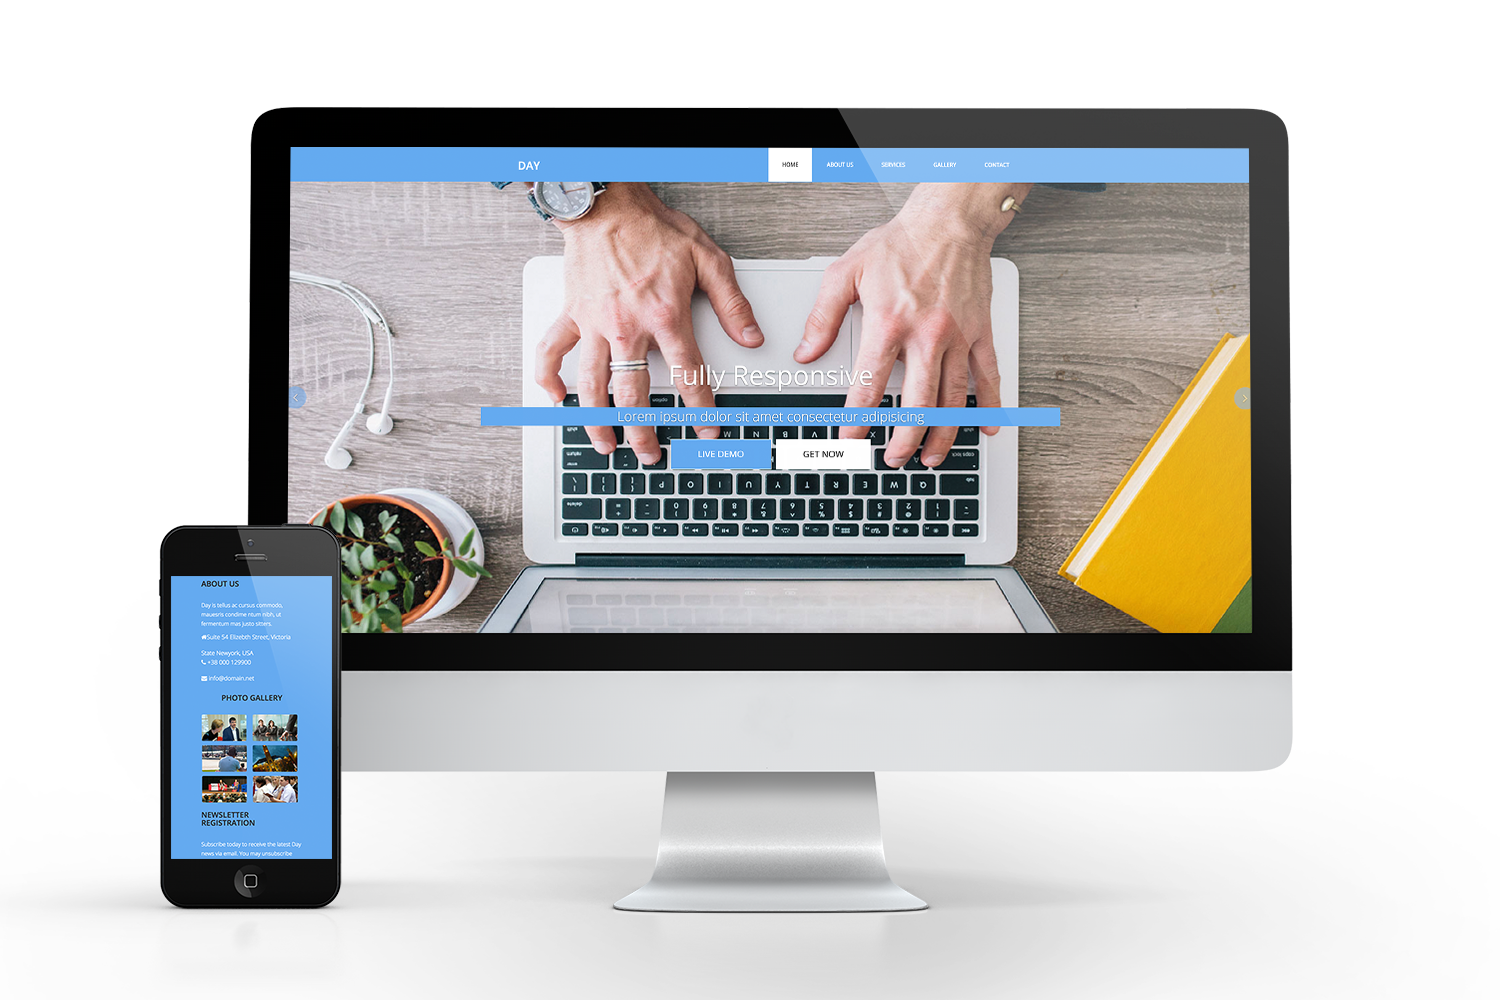 DAY
HOME ABOUT US SERVICES GALLERY CONTACT
Fully Responsive
Lorem ipsum dolor sit amet consectetur adipisicing
LIVE DEMO GET NOW
ABOUT US
Day is tellus ac cursus commodo,
mauesris condime ntum nibh, ut
fermentum mas justo sitters.
Suite 54 Elizebth Street, Victoria
State Newyork, USA
+38 000 129900
info@domain.net
PHOTO GALLERY
NEWSLETTER
REGISTRATION
Subscribe today to receive the latest Day
news via email. You may unsubscribe